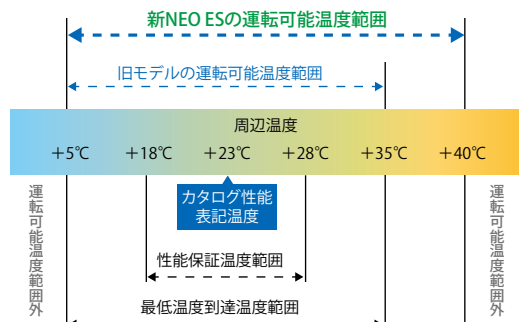 新NEO ESの運転可能温度範囲
旧モデルの運転可能温度範囲
周辺温度
+5℃ +18℃ +23℃ +28℃ +35℃ +40℃
カタログ性能
表記温度
運転可能温度範囲外
運転可能温度範囲外
性能保証温度範囲
最低温度到達温度範囲